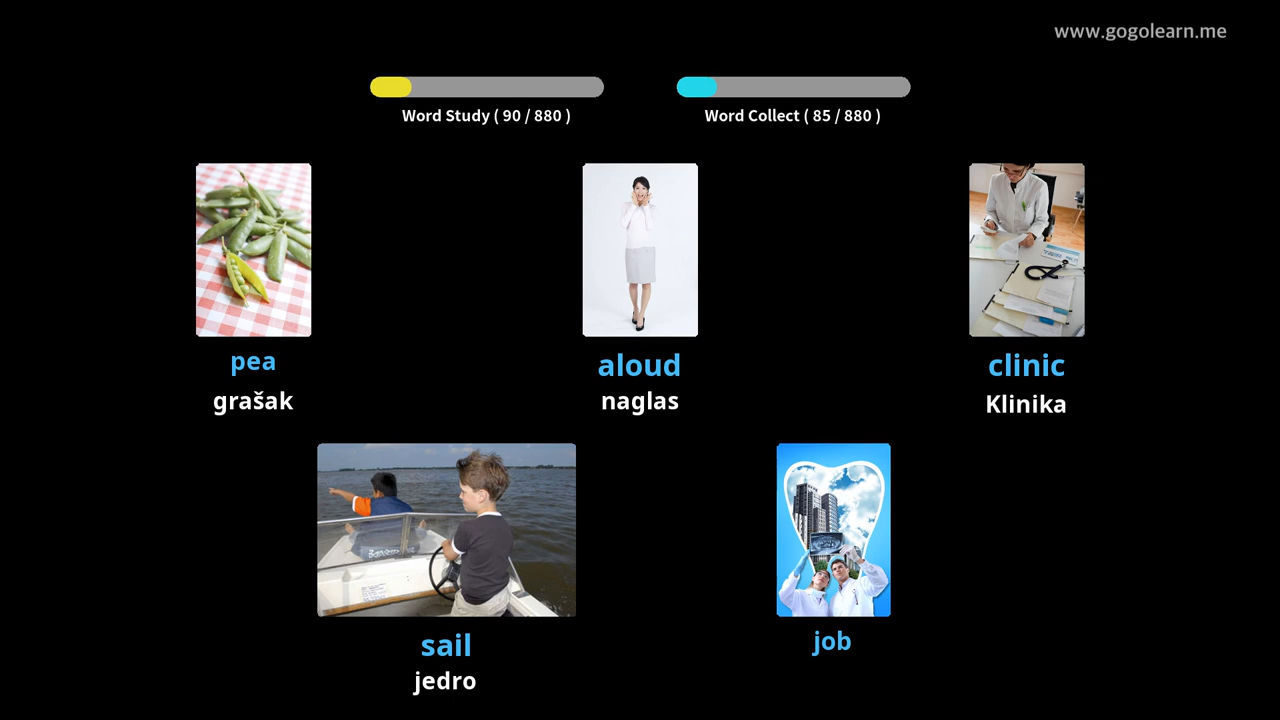 www.gogolearn.me
Word Study ( 90 / 880 )
Word Collect ( 85 / 880 )
pea
grašak
aloud
naglas
clinic
Klinika
sail
jedro
job